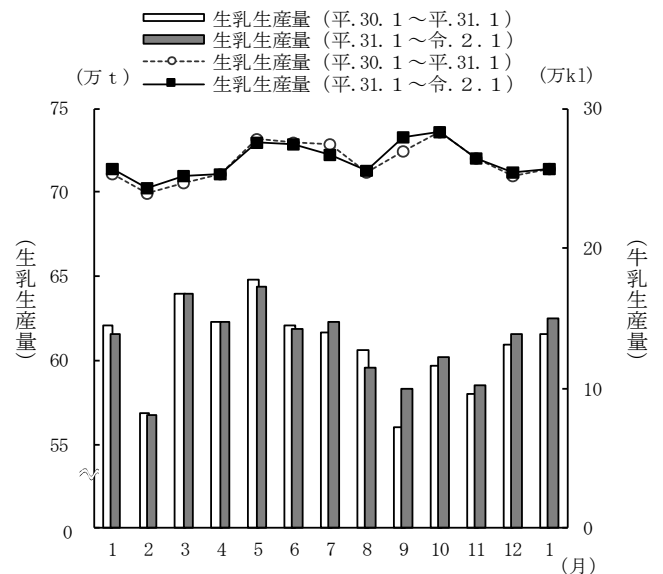 生乳生産量（平.30.1～平.31.1）
生乳生産量（平.31.1～令.2.1）
生乳生産量（平.30.1～平.31.1）
生乳生産量（平.31.1～令.2.1）
（万ｔ）
（万kl）
75
70
65
60
55
0
（生乳生産量）
30
20
10
0
（牛乳生産量）
1 2 3 4 5 6 7 8 9 10 11 12 1
（月）